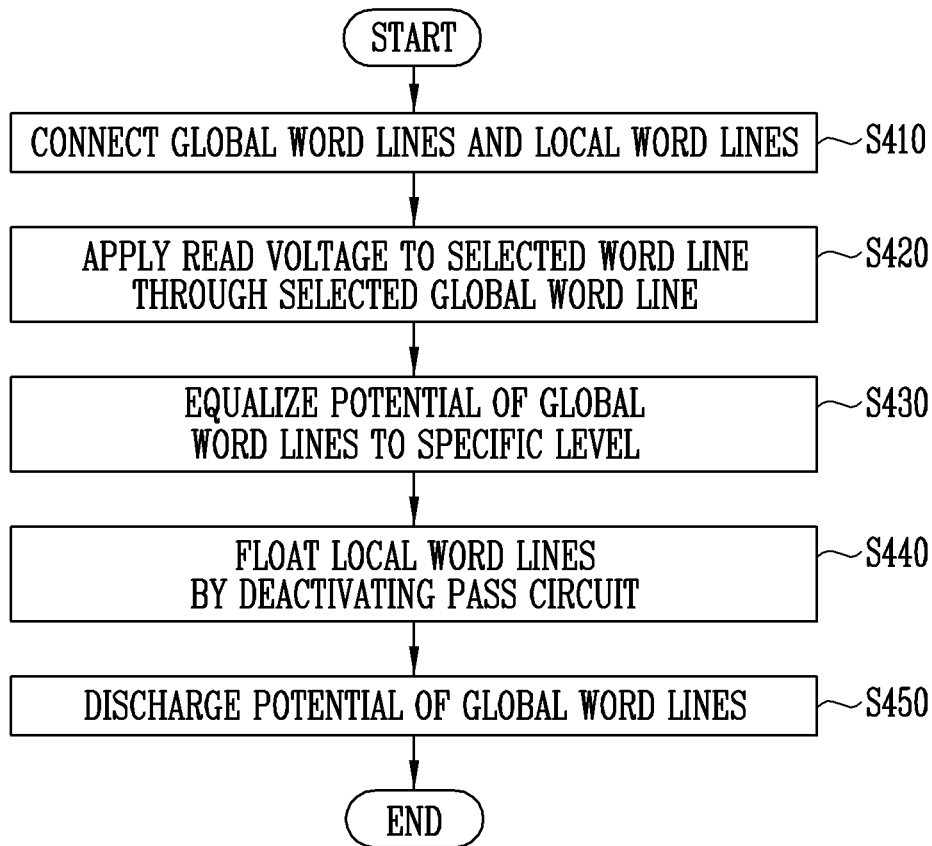 START
CONNECT GLOBAL WORD LINES AND LOCAL WORD LINES
S410
APPLY READ VOLTAGE TO SELECTED WORD LINE
THROUGH SELECTED GLOBAL WORD LINE
S420
EQUALIZE POTENTIAL OF GLOBAL
WORD LINES TO SPECIFIC LEVEL
S430
FLOAT LOCAL WORD LINES
BY DEACTIVATING PASS CIRCUIT
S440
DISCHARGE POTENTIAL OF GLOBAL WORD LINES
S450
END